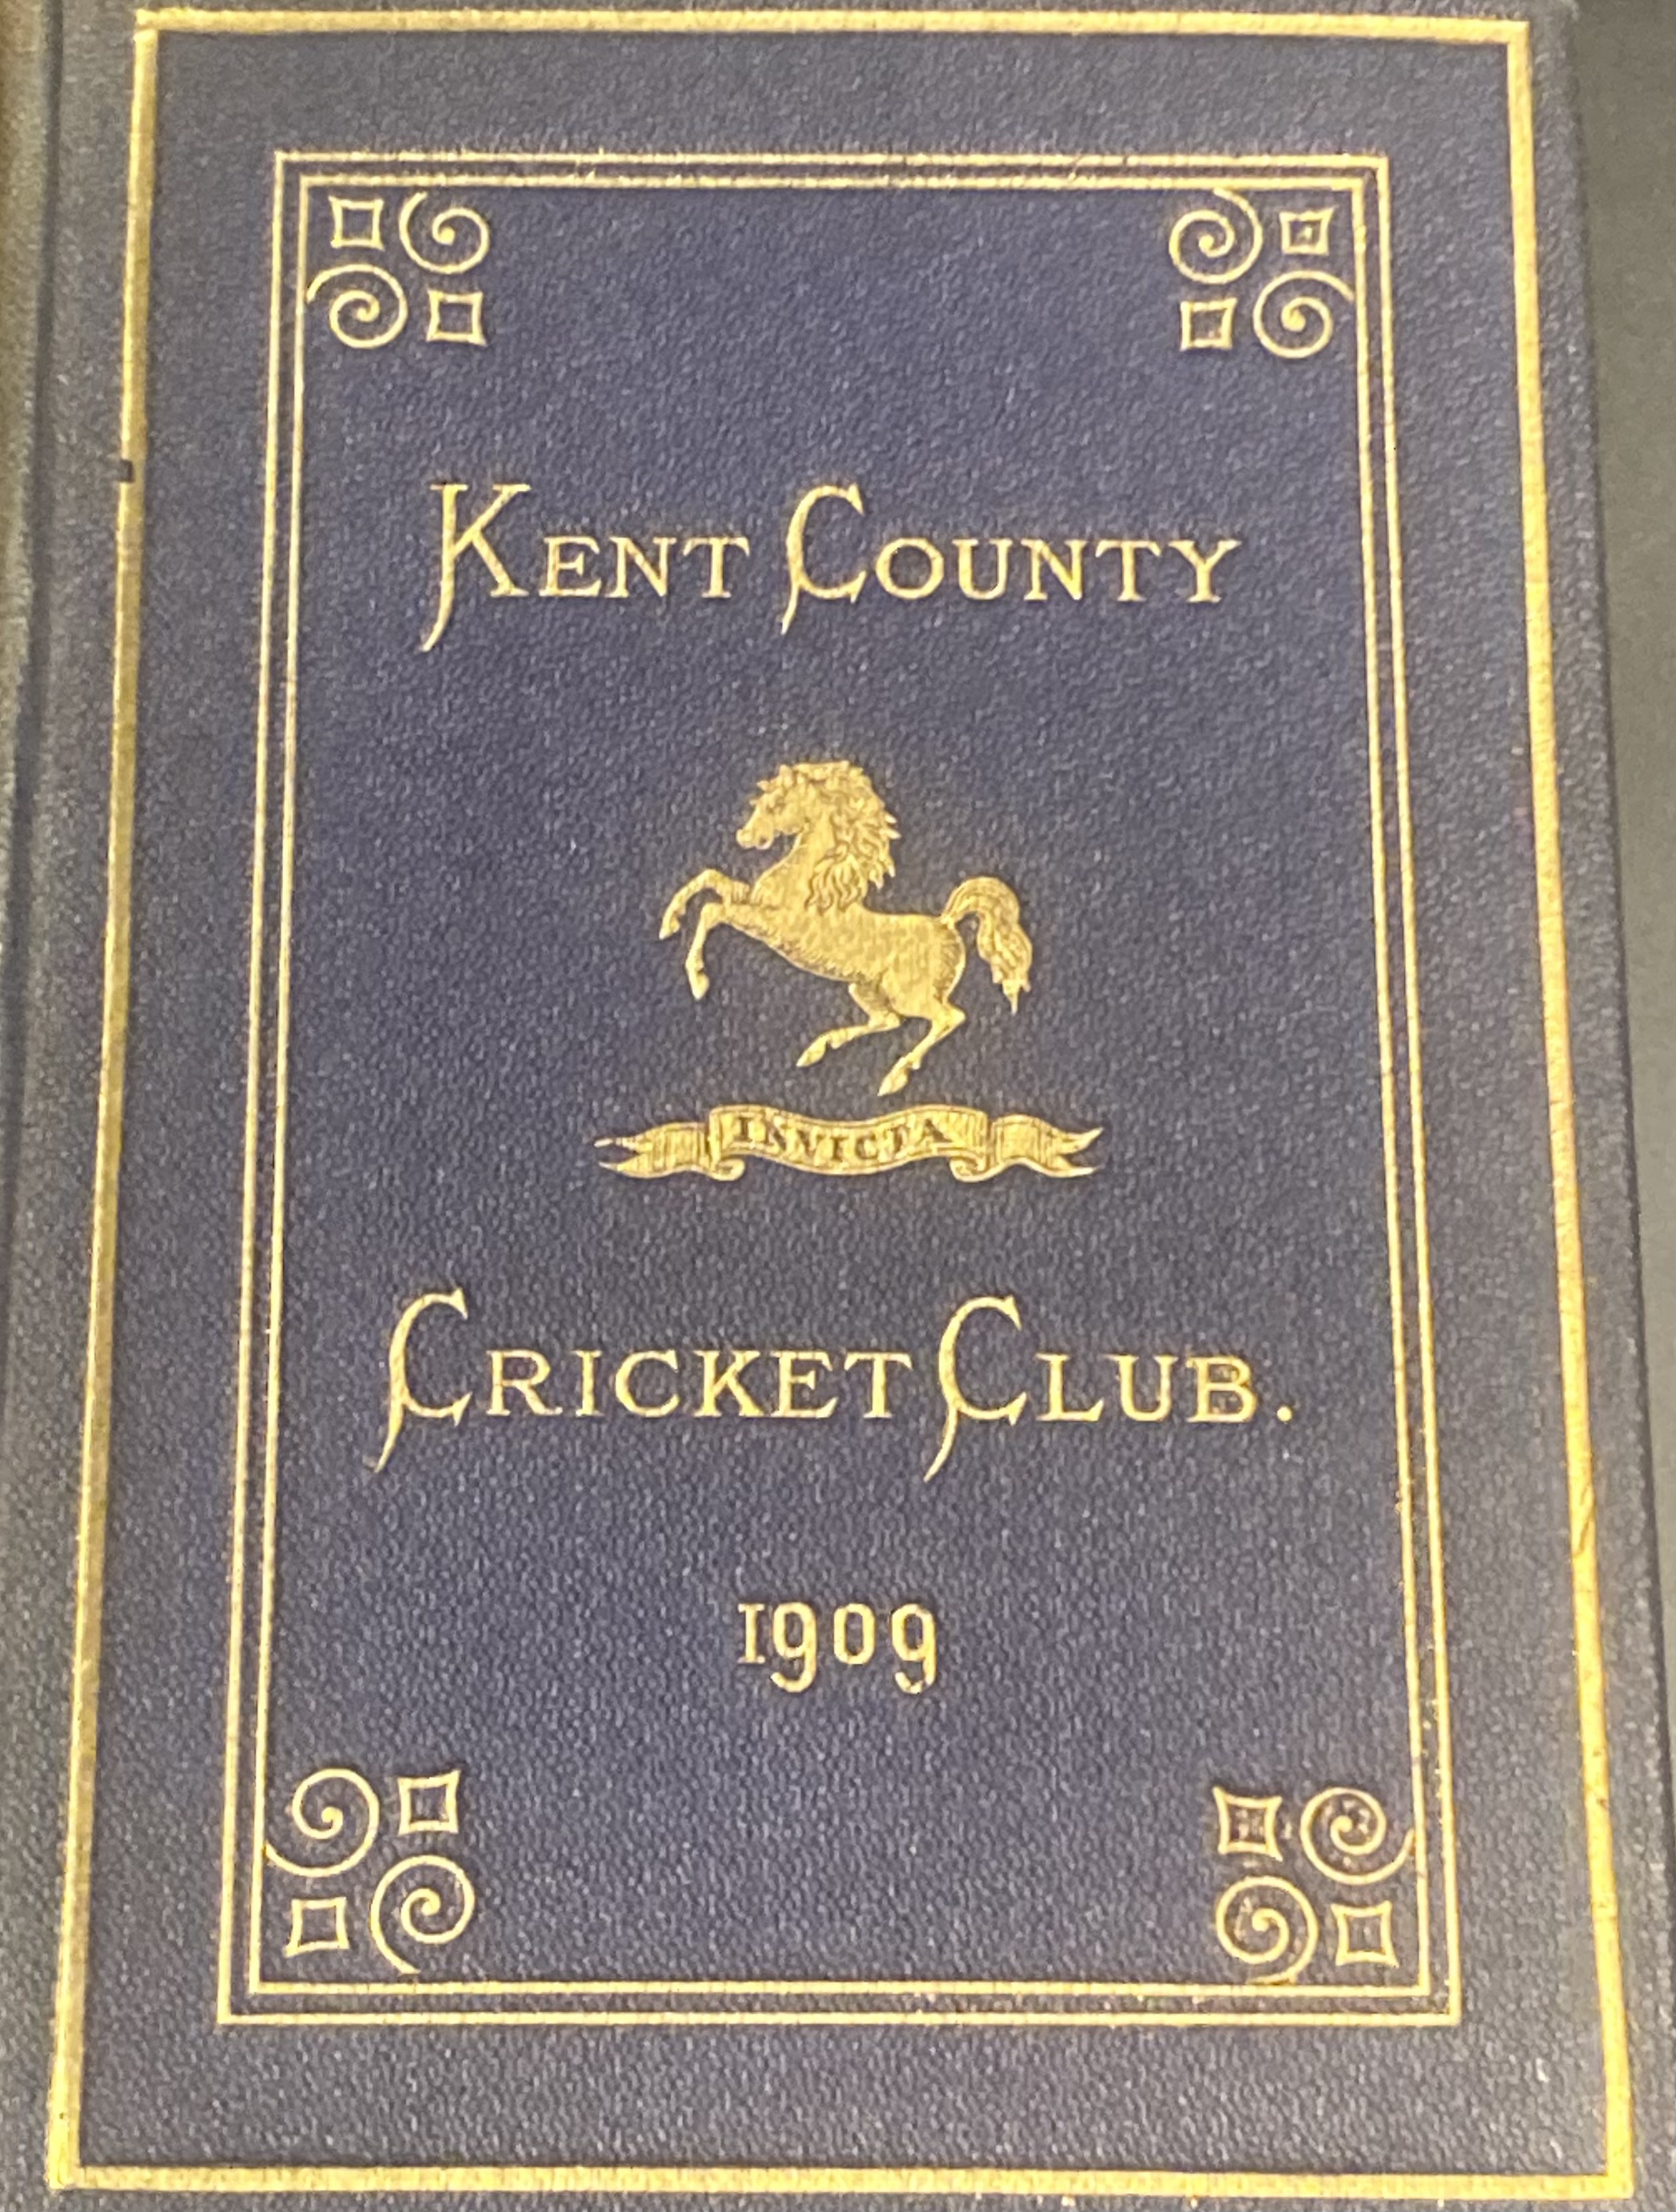 KENT COUNTY
INVICTA
CRICKET CLUB.
1909